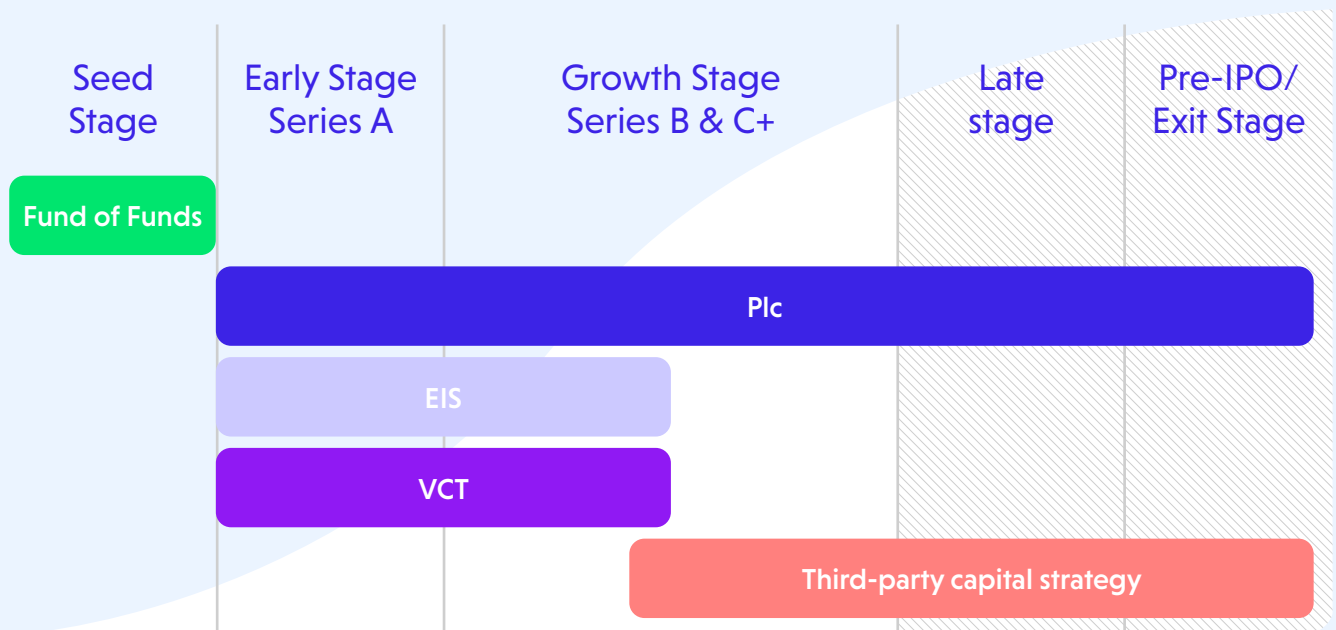 Seed
Stage
Early Stage
Series A
Growth Stage
Series B & C+
Late
stage
Pre-IPO/
Exit Stage
Fund of Funds
Plc
EIS
VCT
Third-party capital strategy